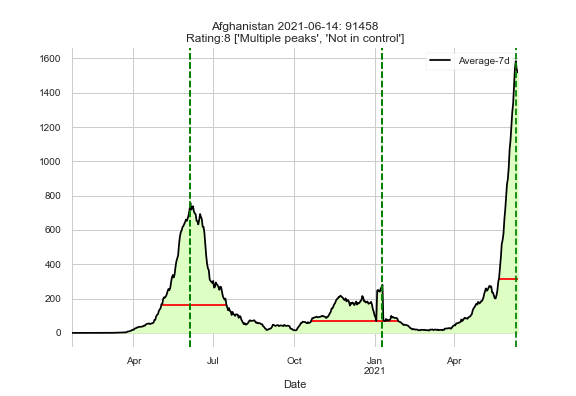 Afghanistan 2021-06-14: 91458
Rating:8 ['Multiple peaks', 'Not in control']
Average-7d
1600
1400
1200
1000
800
600
400
200
0
Apr Jul Oct Jan Apr
2021
Date